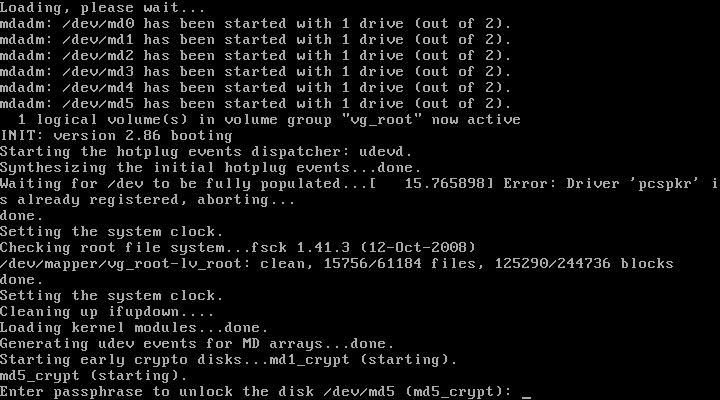 Loading, please wait...
mdadm: /dev/md0 has been started with 1 drive (out of 2).
mdadm: /dev/md1 has been started with 1 drive (out of 2).
mdadm: /dev/md2 has been started with 1 drive (out of 2).
mdadm: /dev/md3 has been started with 1 drive (out of 2).
mdadm: /dev/md4 has been started with 1 drive (out of 2).
mdadm: /dev/md5 has been started with 1 drive (out of 2).
  1 logical volume(s) in volume group "vg_root" now active
INIT: version 2.86 booting
Starting the hotplug events dispatcher: udevd.
Synthesizing the initial hotplug events...done.
Waiting for /dev to be fully populated...[   15.765898] Error: Driver 'pcspkr' i
s already registered, aborting...
done.
Setting the system clock.
Checking root file system...fsck 1.41.3 (12-Oct-2008)
/dev/mapper/vg_root-lv_root: clean, 15756/61184 files, 125290/244736 blocks
done.
Setting the system clock.
Cleaning up ifupdown....
Loading kernel modules...done.
Generating udev events for MD arrays...done.
Starting early crypto disks...md1_crypt (starting).
md5_crypt (starting).
Enter passphrase to unlock the disk /dev/md5 (md5_crypt): _